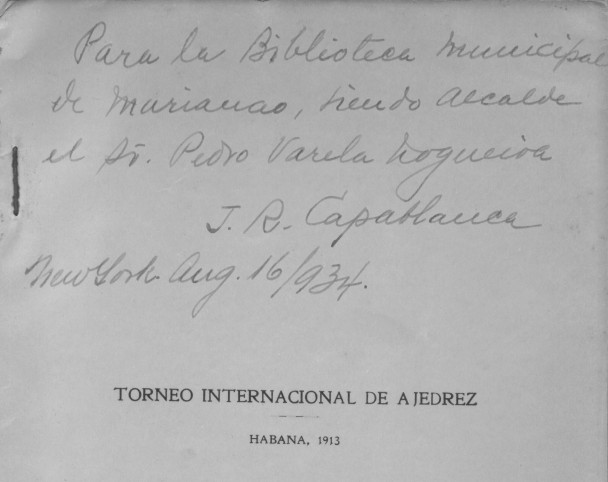 Para la Biblioteca Municipal
de Marianao, siendo Alcalde
el Sr. Pedro Varela Nogueira
J. R. Capablanca
New York Aug. 16/934.
TORNEO INTERNACIONAL DE AJEDREZ
HABANA, 1913